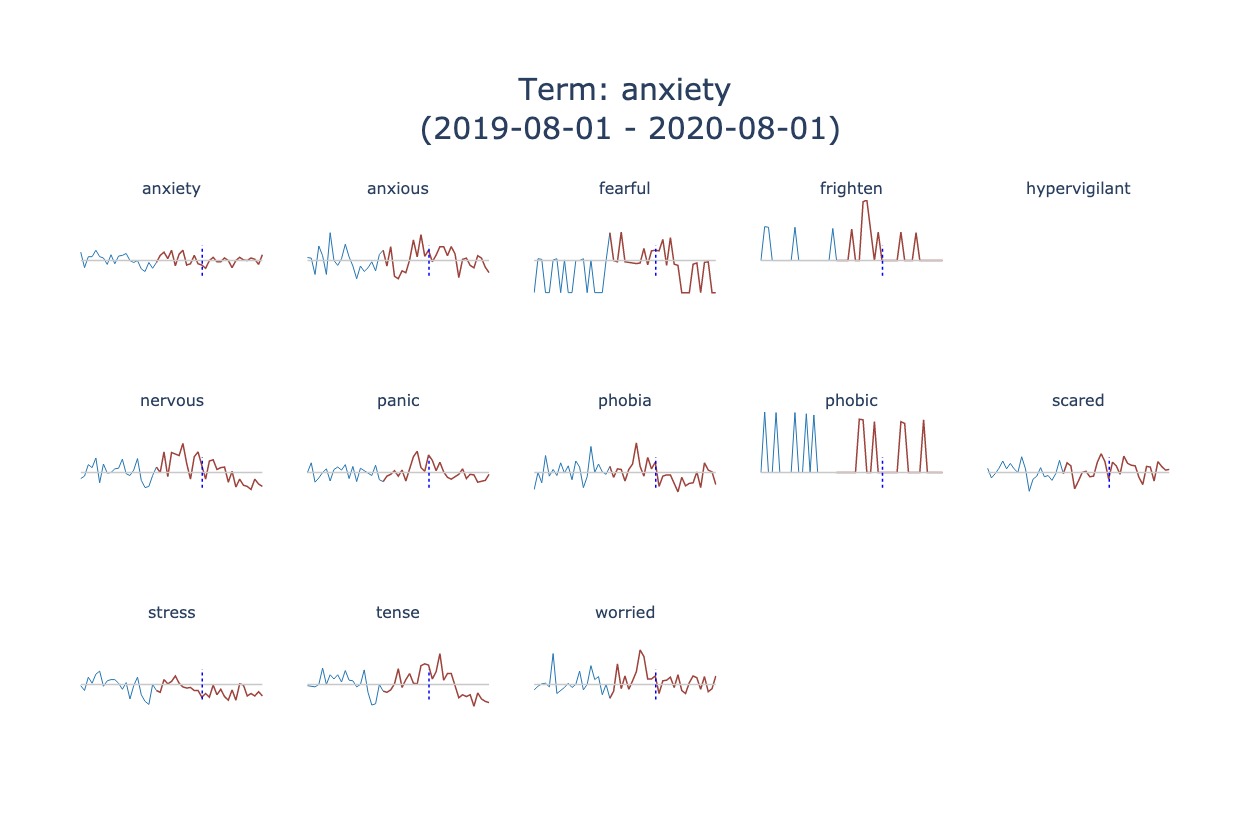 Term: anxiety
(2019-08-01 - 2020-08-01)
anxiety
anxious
fearful
frighten
hypervigilant
nervous
panic
phobia
phobic
scared
stress
tense
worried